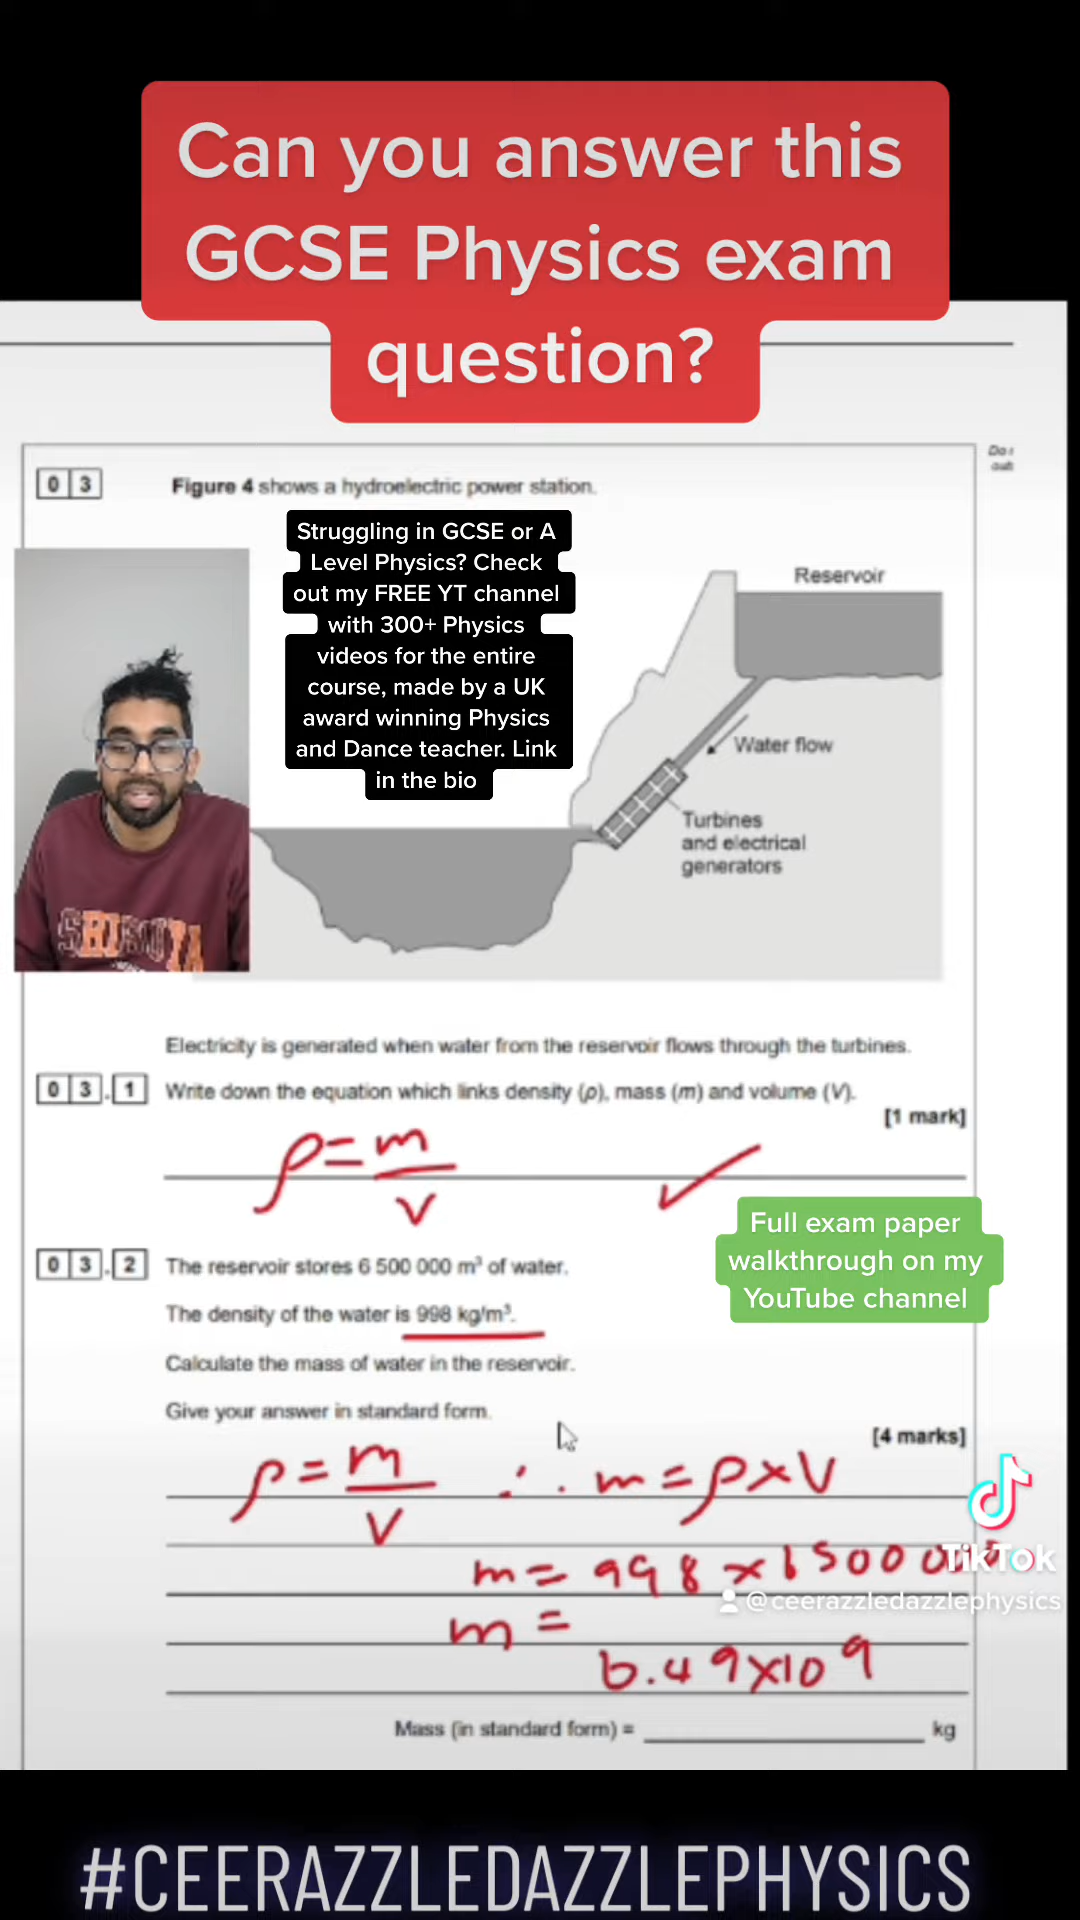 Can you answer this
GCSE Physics exam
question?
Do
0 3
Figure 4 shows a hydroelectric power station.
Struggling in GCSE or A
Level Physics? Check
out my FREE YT channel
with 300+ Physics
videos for the entire
course, made by a UK
award winning Physics
and Dance teacher. Link
in the bio
Reservoir
Water flow
Turbines
and electrical
generators
SHIBUYA
Electricity is generated when water from the reservoir flows through the turbines.
0 3 . 1 Write down the equation which links density (ρ), mass (m) and volume (V).
[1 mark]
ρ = m
V
Full exam paper
walkthrough on my
YouTube channel
0 3 . 2 The reservoir stores 6 500 000 m³ of water.
The density of the water is 998 kg/m³.
Calculate the mass of water in the reservoir.
Give your answer in standard form.
[4 marks]
ρ = m ∴ m = ρ × V
V
m = 998 × 65000
TikTok
@ceerazzledazzlephysics
m =
6.49×10⁹
Mass (in standard form) = kg
#CEERAZZLEDAZZLEPHYSICS